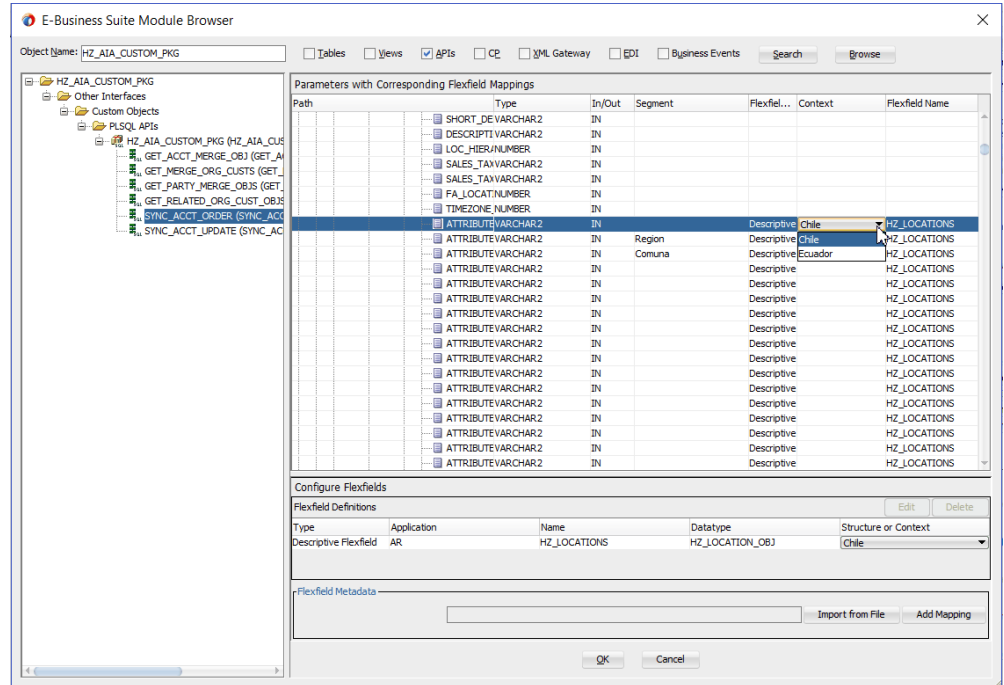 E-Business Suite Module Browser
Object Name: HZ_AIA_CUSTOM_PKG Tables Views APIs CP XML Gateway EDI Business Events Search Browse
HZ_AIA_CUSTOM_PKG
Other Interfaces
Custom Objects
PLSQL APIs
HZ_AIA_CUSTOM_PKG (HZ_AIA_CUS
GET_ACCT_MERGE_OBJ (GET_A
GET_MERGE_ORG_CUSTS (GET_
GET_PARTY_MERGE_OBJS (GET_
GET_RELATED_ORG_CUST_OBJS
SYNC_ACCT_ORDER (SYNC_ACC
SYNC_ACCT_UPDATE (SYNC_AC
Parameters with Corresponding Flexfield Mappings
Path Type In/Out Segment Flexfiel... Context Flexfield Name
SHORT_DE VARCHAR2 IN
DESCRIPTI VARCHAR2 IN
LOC_HIERA NUMBER IN
SALES_TAX VARCHAR2 IN
SALES_TAX VARCHAR2 IN
FA_LOCATI NUMBER IN
TIMEZONE_ NUMBER IN
ATTRIBUTE VARCHAR2 IN Descriptive Chile HZ_LOCATIONS
ATTRIBUTE VARCHAR2 IN Region Descriptive Chile HZ_LOCATIONS
ATTRIBUTE VARCHAR2 IN Comuna Descriptive Ecuador HZ_LOCATIONS
ATTRIBUTE VARCHAR2 IN Descriptive HZ_LOCATIONS
ATTRIBUTE VARCHAR2 IN Descriptive HZ_LOCATIONS
ATTRIBUTE VARCHAR2 IN Descriptive HZ_LOCATIONS
ATTRIBUTE VARCHAR2 IN Descriptive HZ_LOCATIONS
ATTRIBUTE VARCHAR2 IN Descriptive HZ_LOCATIONS
ATTRIBUTE VARCHAR2 IN Descriptive HZ_LOCATIONS
ATTRIBUTE VARCHAR2 IN Descriptive HZ_LOCATIONS
ATTRIBUTE VARCHAR2 IN Descriptive HZ_LOCATIONS
ATTRIBUTE VARCHAR2 IN Descriptive HZ_LOCATIONS
ATTRIBUTE VARCHAR2 IN Descriptive HZ_LOCATIONS
ATTRIBUTE VARCHAR2 IN Descriptive HZ_LOCATIONS
ATTRIBUTE VARCHAR2 IN Descriptive HZ_LOCATIONS
ATTRIBUTE VARCHAR2 IN Descriptive HZ_LOCATIONS
ATTRIBUTE VARCHAR2 IN Descriptive HZ_LOCATIONS
Configure Flexfields
Flexfield Definitions Edit Delete
Type Application Name Datatype Structure or Context
Descriptive Flexfield AR HZ_LOCATIONS HZ_LOCATION_OBJ Chile
Flexfield Metadata
Import from File Add Mapping
OK Cancel